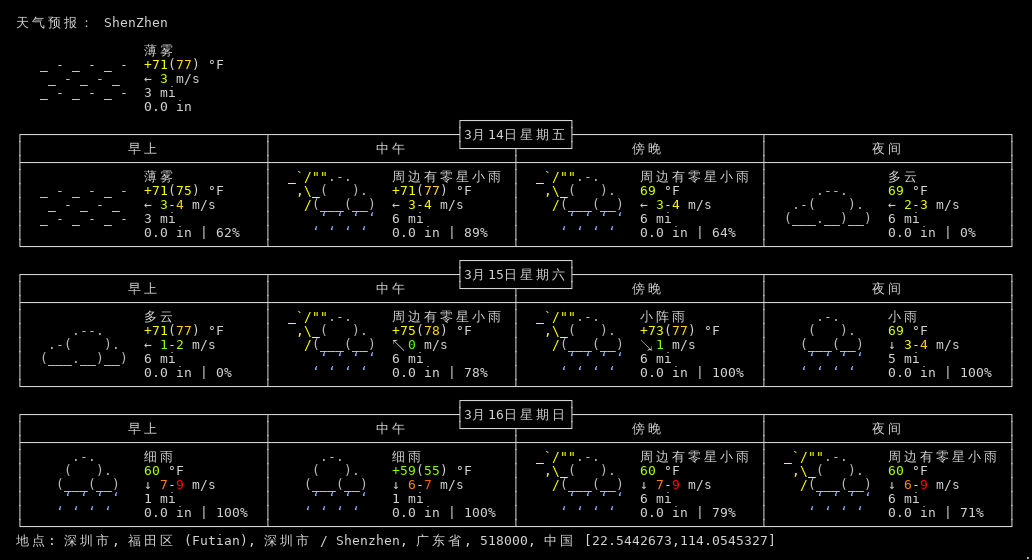 天气预报： ShenZhen
薄雾
+71(77) °F
← 3 m/s
3 mi
0.0 in
3月14日星期五
早上 中午 傍晚 夜间
薄雾 周边有零星小雨 周边有零星小雨 多云
+71(75) °F +71(77) °F 69 °F 69 °F
← 3-4 m/s ← 3-4 m/s ← 3-4 m/s ← 2-3 m/s
3 mi 6 mi 6 mi 6 mi
0.0 in | 62% 0.0 in | 89% 0.0 in | 64% 0.0 in | 0%
3月15日星期六
早上 中午 傍晚 夜间
多云 周边有零星小雨 小阵雨 小雨
+71(77) °F +75(78) °F +73(77) °F 69 °F
← 1-2 m/s ↖ 0 m/s ↘ 1 m/s ↓ 3-4 m/s
6 mi 6 mi 6 mi 5 mi
0.0 in | 0% 0.0 in | 78% 0.0 in | 100% 0.0 in | 100%
3月16日星期日
早上 中午 傍晚 夜间
细雨 细雨 周边有零星小雨 周边有零星小雨
60 °F +59(55) °F 60 °F 60 °F
↓ 7-9 m/s ↓ 6-7 m/s ↓ 7-9 m/s ↓ 6-9 m/s
1 mi 1 mi 6 mi 6 mi
0.0 in | 100% 0.0 in | 100% 0.0 in | 79% 0.0 in | 71%
地点: 深圳市, 福田区 (Futian), 深圳市 / Shenzhen, 广东省, 518000, 中国 [22.5442673,114.0545327]